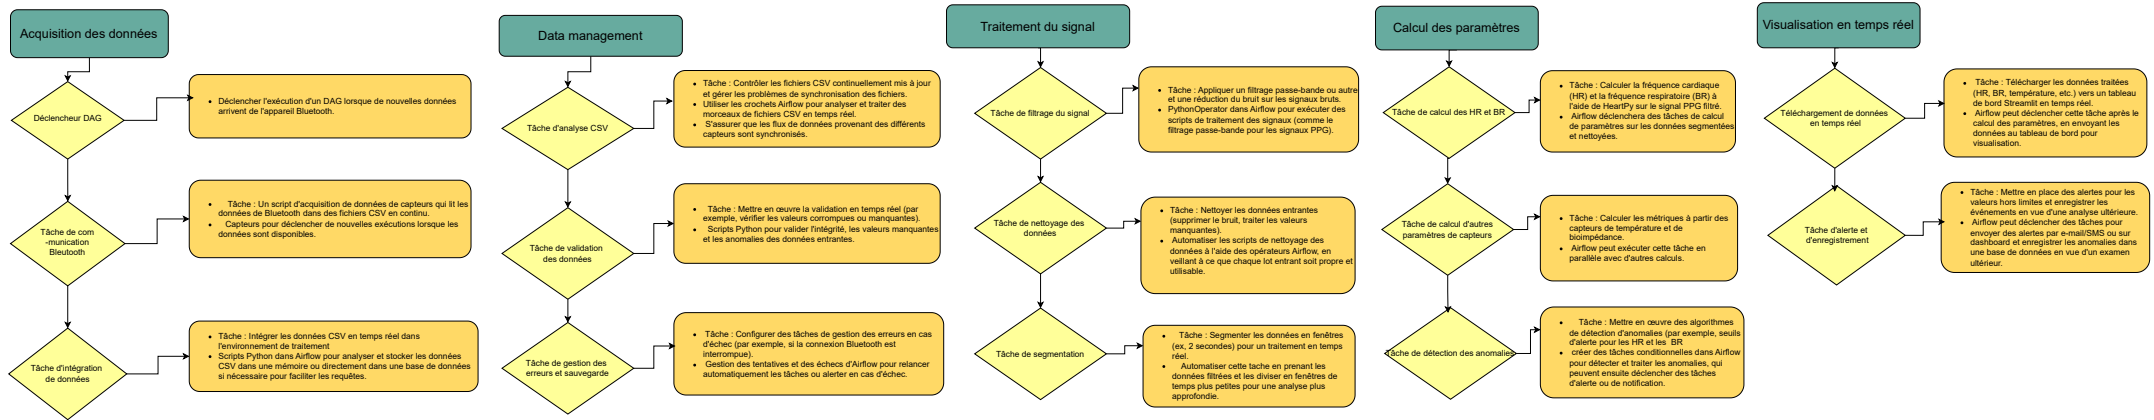 Acquisition des données
Déclencheur DAG
• Déclencher l'exécution d'un DAG lorsque de nouvelles données
arrivent de l'appareil Bluetooth.
Tâche de com
-munication
Bleutooth
• Tâche : Un script d'acquisition de données de capteurs qui lit les
données de Bluetooth dans des fichiers CSV en continu.
• Capteurs pour déclencher de nouvelles exécutions lorsque les
données sont disponibles.
Tâche d'intégration
de données
• Tâche : Intégrer les données CSV en temps réel dans
l'environnement de traitement
• Scripts Python dans Airflow pour analyser et stocker les données
CSV dans une mémoire ou directement dans une base de données
si nécessaire pour faciliter les requêtes.
Data management
Tâche d'analyse CSV
• Tâche : Contrôler les fichiers CSV continuellement mis à jour
et gérer les problèmes de synchronisation des fichiers.
• Utiliser les crochets Airflow pour analyser et traiter des
morceaux de fichiers CSV en temps réel.
• S'assurer que les flux de données provenant des différents
capteurs sont synchronisés.
Tâche de validation
des données
• Tâche : Mettre en œuvre la validation en temps réel (par
exemple, vérifier les valeurs corrompues ou manquantes).
• Scripts Python pour valider l'intégrité, les valeurs manquantes
et les anomalies des données entrantes.
Tâche de gestion des
erreurs et sauvegarde
• Tâche : Configurer des tâches de gestion des erreurs en cas
d'échec (par exemple, si la connexion Bluetooth est
interrompue).
• Gestion des tentatives et des échecs d'Airflow pour relancer
automatiquement les tâches ou alerter en cas d'échec.
Traitement du signal
Tâche de filtrage du signal
• Tâche : Appliquer un filtrage passe-bande ou autre
et une réduction du bruit sur les signaux bruts.
• PythonOperator dans Airflow pour exécuter des
scripts de traitement des signaux (comme le
filtrage passe-bande pour les signaux PPG).
Tâche de nettoyage des
données
• Tâche : Nettoyer les données entrantes
(supprimer le bruit, traiter les valeurs
manquantes).
• Automatiser les scripts de nettoyage des
données à l'aide des opérateurs Airflow, en
veillant à ce que chaque lot entrant soit propre et
utilisable.
Tâche de segmentation
• Tâche : Segmenter les données en fenêtres
(ex, 2 secondes) pour un traitement en temps
réel.
• Automatiser cette tache en prenant les
données filtrées et les diviser en fenêtres de
temps plus petites pour une analyse plus
approfondie.
Calcul des paramètres
Tâche de calcul des HR et BR
• Tâche : Calculer la fréquence cardiaque
(HR) et la fréquence respiratoire (BR) à
l'aide de HeartPy sur le signal PPG filtré.
• Airflow déclenchera des tâches de calcul
de paramètres sur les données segmentées
et nettoyées.
Tâche de calcul d'autres
paramètres de capteurs
• Tâche : Calculer les métriques à partir des
capteurs de température et de
bioimpédance.
• Airflow peut exécuter cette tâche en
parallèle avec d'autres calculs.
Tâche de détection des anomalies
• Tâche : Mettre en œuvre des algorithmes
de détection d'anomalies (par exemple, seuils
d'alerte pour les HR et les BR
• créer des tâches conditionnelles dans Airflow
pour détecter et traiter les anomalies, qui
peuvent ensuite déclencher des tâches
d'alerte ou de notification.
Visualisation en temps réel
Téléchargement de données
en temps réel
• Tâche : Télécharger les données traitées
(HR, BR, température, etc.) vers un tableau
de bord Streamlit en temps réel.
• Airflow peut déclencher cette tâche après le
calcul des paramètres, en envoyant les
données au tableau de bord pour
visualisation.
Tâche d'alerte et
d'enregistrement
• Tâche : Mettre en place des alertes pour les
valeurs hors limites et enregistrer les
événements en vue d'une analyse ultérieure.
• Airflow peut déclencher des tâches pour
envoyer des alertes par e-mail/SMS ou sur
dashboard et enregistrer les anomalies dans
une base de données en vue d'un examen
ultérieur.